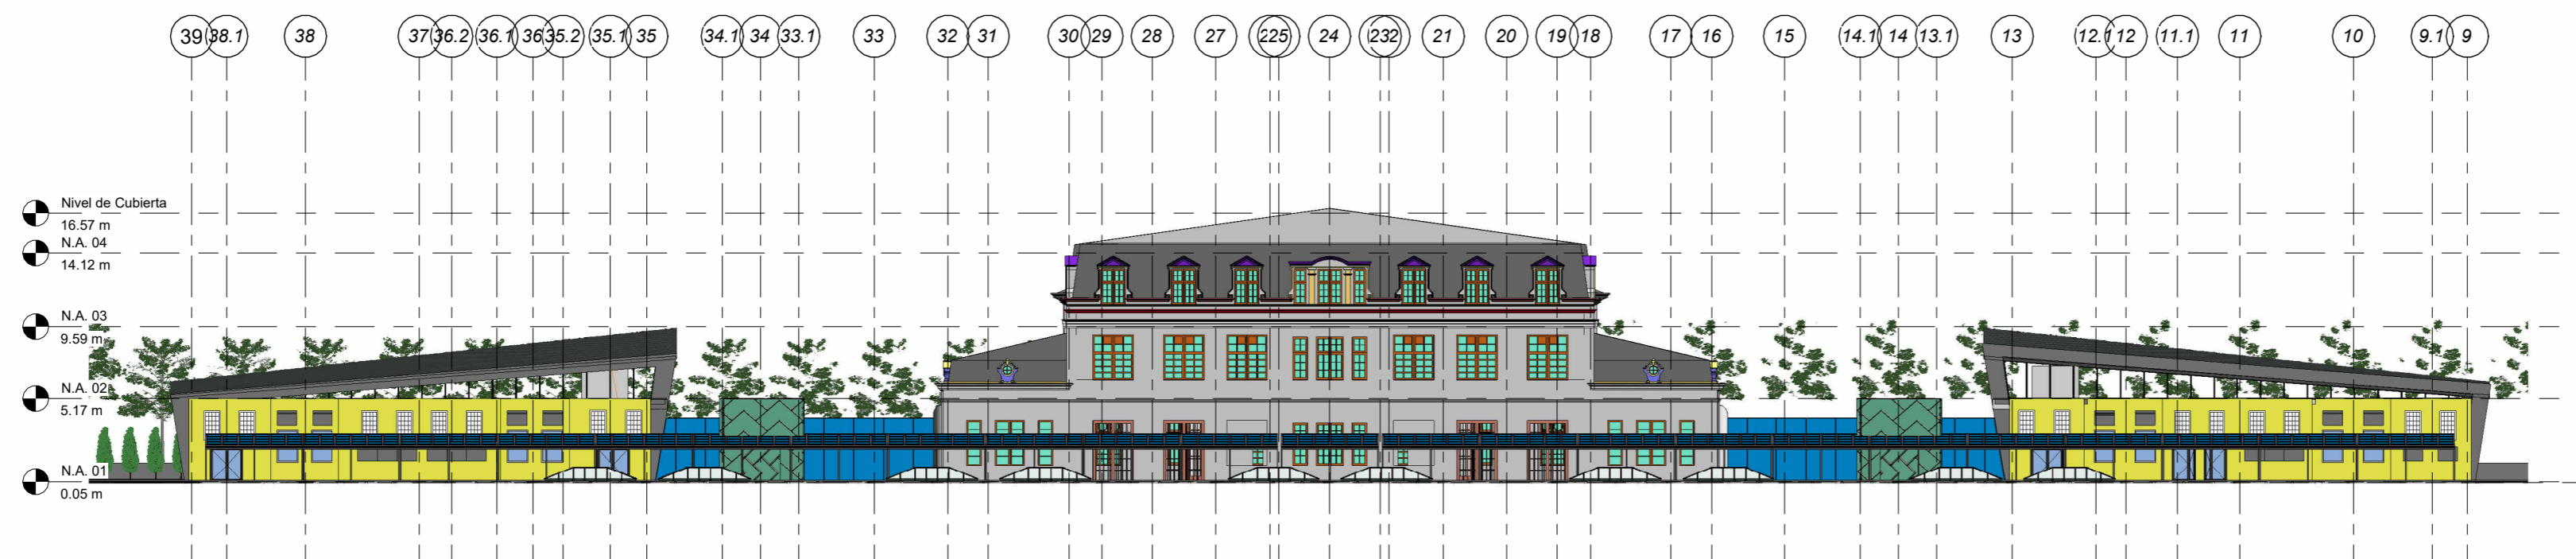 39 38.1 38 37 36.2 36.1 36 35.2 35.1 35 34.1 34 33.1 33 32 31 30 29 28 27 24 21 20 19 18 17 16 15 14.1 14 13.1 13 12.1 12 11.1 11 10 9.1 9
Nivel de Cubierta
16.57 m
N.A. 04
14.12 m
N.A. 03
9.59 m
N.A. 02
5.17 m
N.A. 01
0.05 m